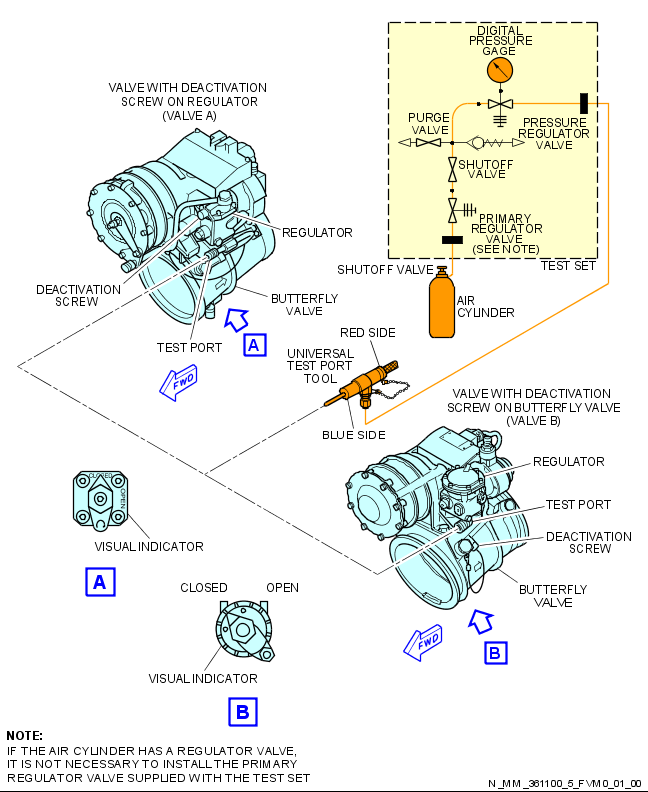 DIGITAL
PRESSURE
GAGE
VALVE WITH DEACTIVATION
SCREW ON REGULATOR
(VALVE A)
PURGE
VALVE
PRESSURE
REGULATOR
VALVE
SHUTOFF
VALVE
PRIMARY
REGULATOR
VALVE
(SEE NOTE)
TEST SET
REGULATOR
SHUTOFF VALVE
DEACTIVATION
SCREW
BUTTERFLY
VALVE
AIR
CYLINDER
TEST PORT
A
FWD
RED SIDE
UNIVERSAL
TEST PORT
TOOL
BLUE SIDE
VALVE WITH DEACTIVATION
SCREW ON BUTTERFLY VALVE
(VALVE B)
REGULATOR
TEST PORT
DEACTIVATION
SCREW
BUTTERFLY
VALVE
FWD
B
CLOSED
OPEN
VISUAL INDICATOR
A
CLOSED
OPEN
VISUAL INDICATOR
B
NOTE:
IF THE AIR CYLINDER HAS A REGULATOR VALVE,
IT IS NOT NECESSARY TO INSTALL THE PRIMARY
REGULATOR VALVE SUPPLIED WITH THE TEST SET
N_MM_361100_5_FVM0_01_00